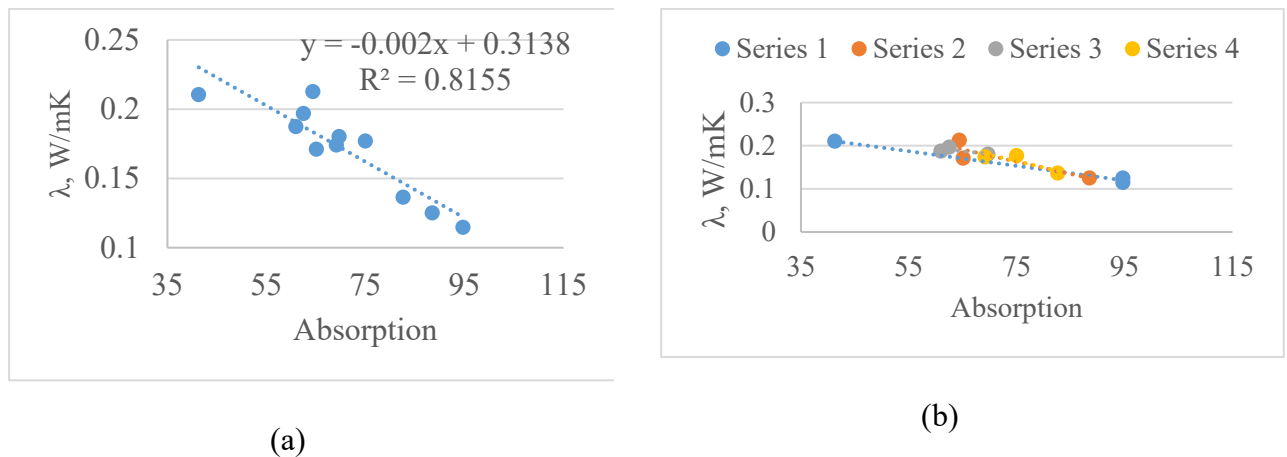 y = -0.002x + 0.3138
R² = 0.8155
0.25
0.2
0.15
0.1
λ, W/mK
35 55 75 95 115
Absorption
(a)
Series 1 Series 2 Series 3 Series 4
0.3
0.2
0.1
0
λ, W/mK
35 55 75 95 115
Absorption
(b)